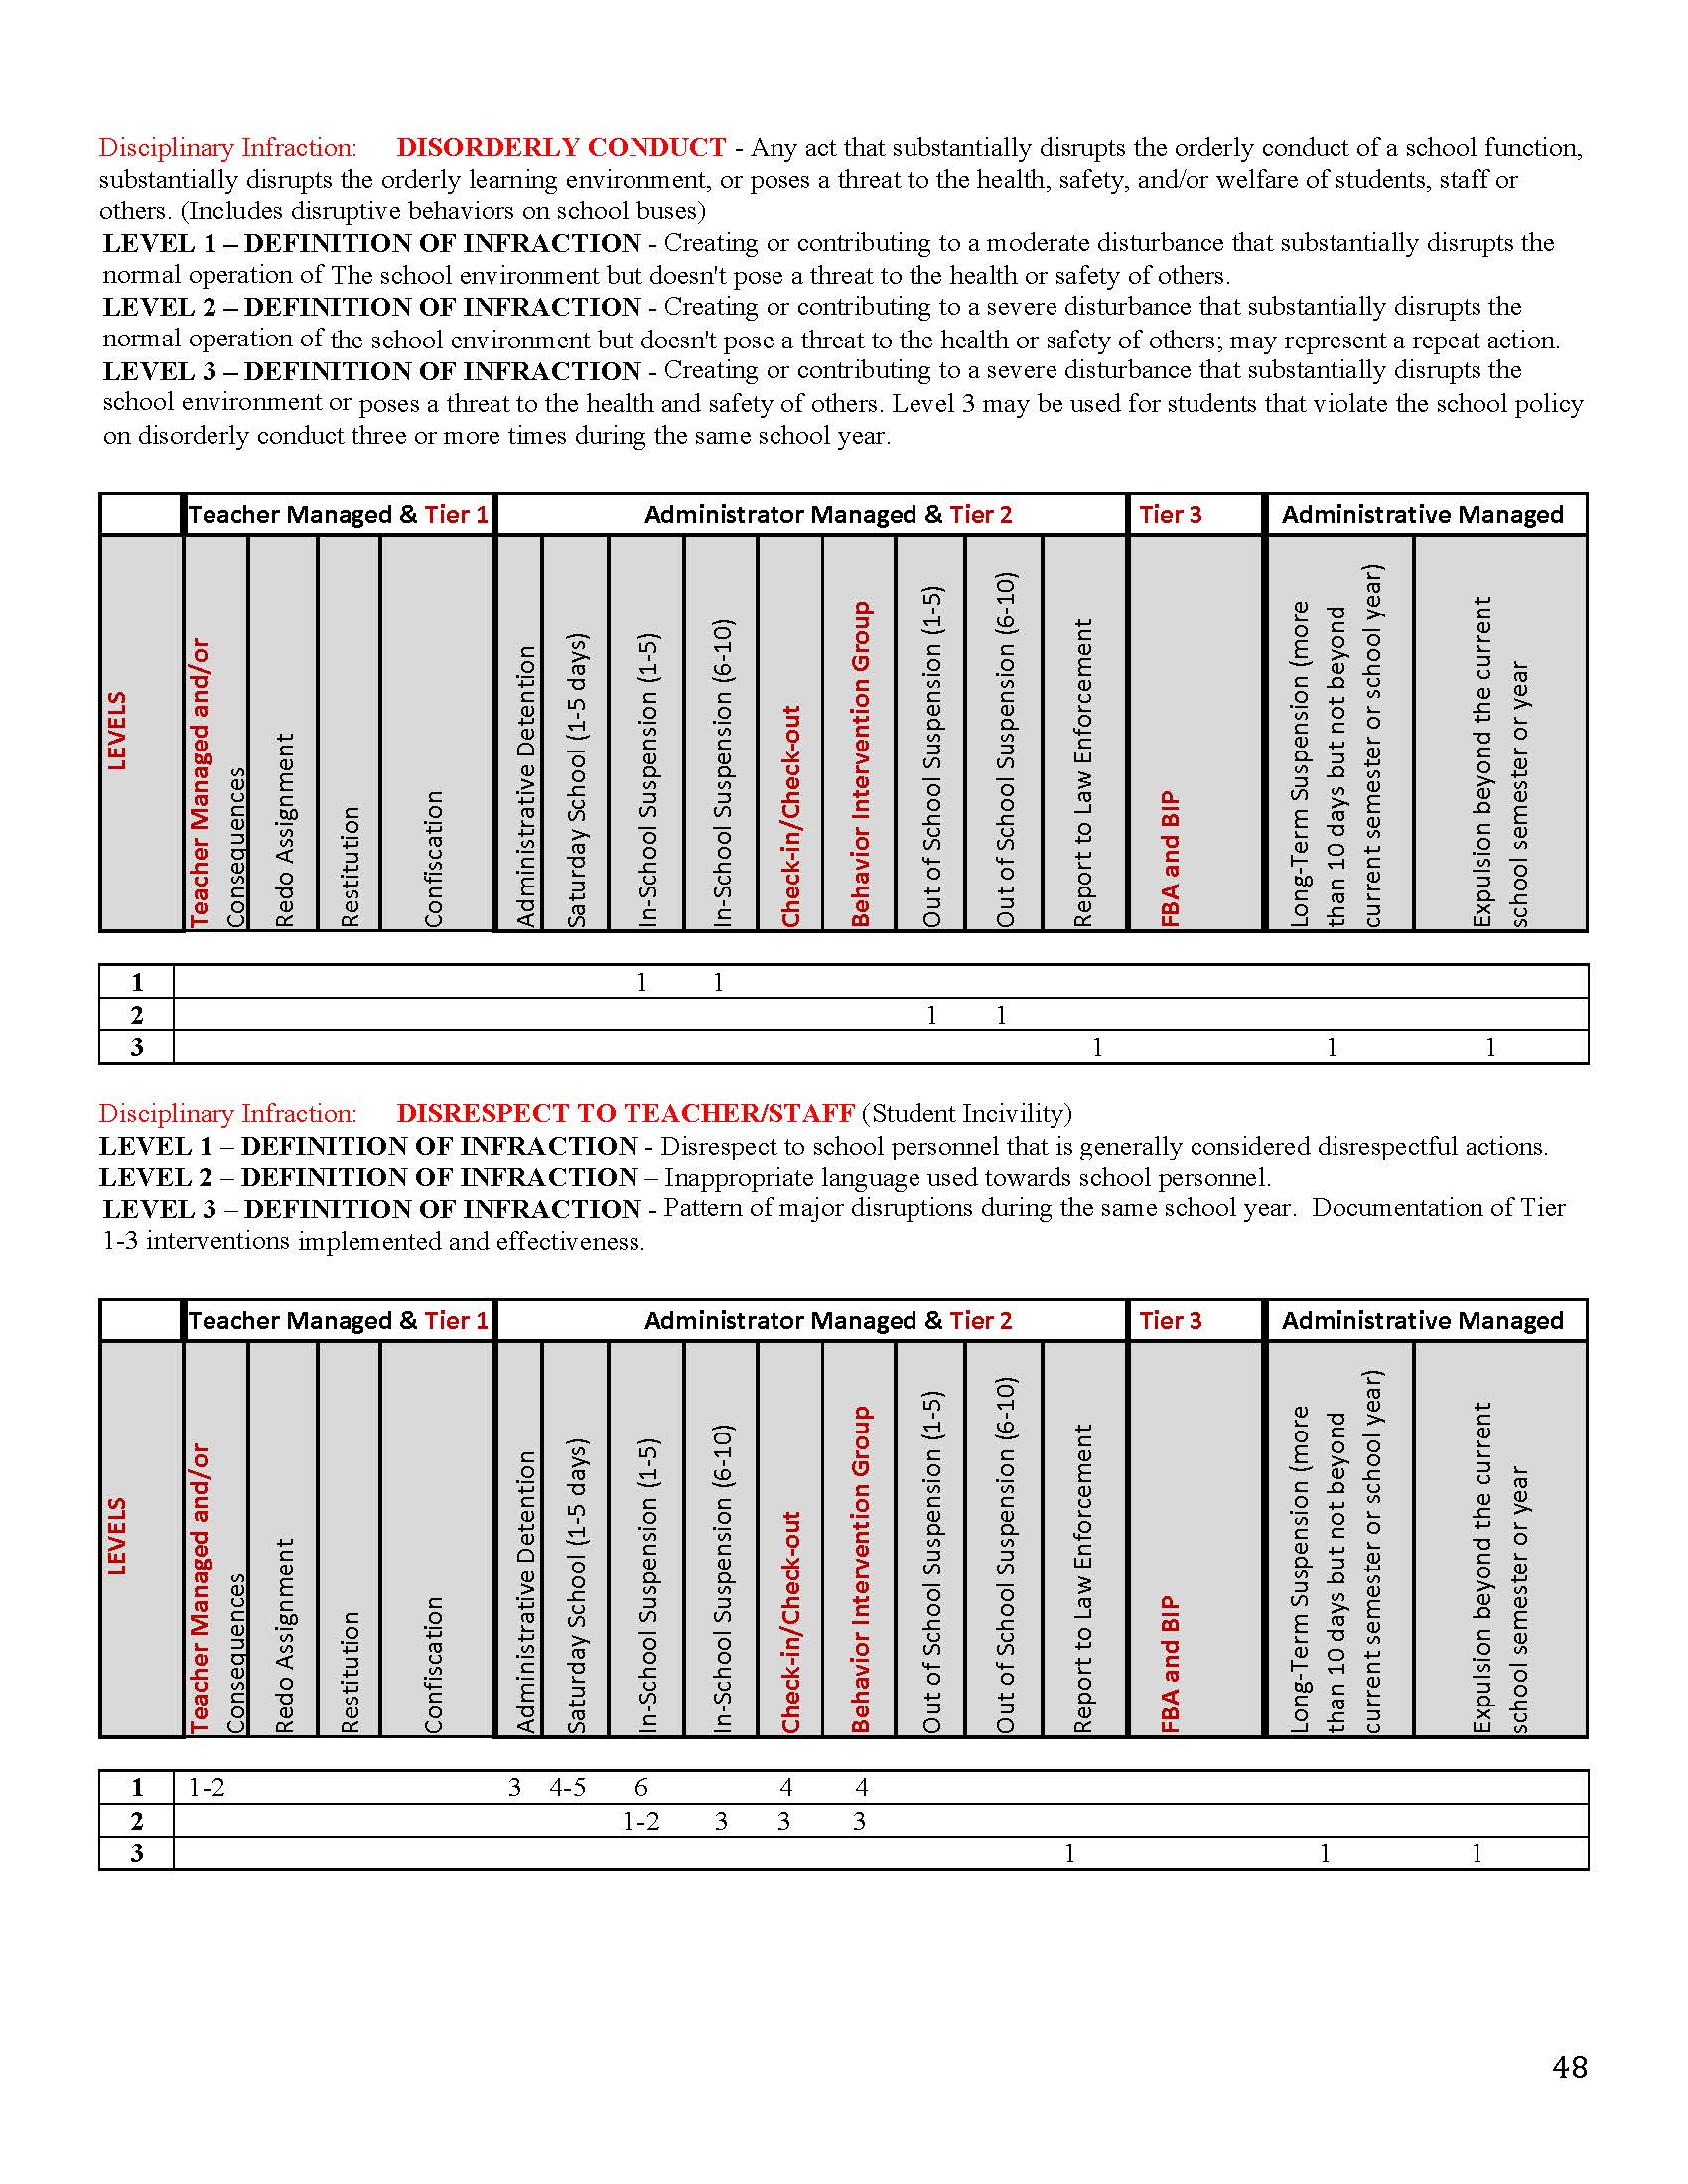 Disciplinary Infraction: DISORDERLY CONDUCT - Any act that substantially disrupts the orderly conduct of a school function,
substantially disrupts the orderly learning environment, or poses a threat to the health, safety, and/or welfare of students, staff or
others. (Includes disruptive behaviors on school buses)
LEVEL 1 – DEFINITION OF INFRACTION - Creating or contributing to a moderate disturbance that substantially disrupts the
normal operation of The school environment but doesn't pose a threat to the health or safety of others.
LEVEL 2 – DEFINITION OF INFRACTION - Creating or contributing to a severe disturbance that substantially disrupts the
normal operation of the school environment but doesn't pose a threat to the health or safety of others; may represent a repeat action.
LEVEL 3 – DEFINITION OF INFRACTION - Creating or contributing to a severe disturbance that substantially disrupts the
school environment or poses a threat to the health and safety of others. Level 3 may be used for students that violate the school policy
on disorderly conduct three or more times during the same school year.
Teacher Managed & Tier 1 Administrator Managed & Tier 2 Tier 3 Administrative Managed
LEVELS
Teacher Managed and/or
Consequences
Redo Assignment
Restitution
Confiscation
Administrative Detention
Saturday School (1-5 days)
In-School Suspension (1-5)
In-School Suspension (6-10)
Check-in/Check-out
Behavior Intervention Group
Out of School Suspension (1-5)
Out of School Suspension (6-10)
Report to Law Enforcement
FBA and BIP
Long-Term Suspension (more
than 10 days but not beyond
current semester or school year)
Expulsion beyond the current
school semester or year
1 1 1
2 1 1
3 1 1 1
Disciplinary Infraction: DISRESPECT TO TEACHER/STAFF (Student Incivility)
LEVEL 1 – DEFINITION OF INFRACTION - Disrespect to school personnel that is generally considered disrespectful actions.
LEVEL 2 – DEFINITION OF INFRACTION – Inappropriate language used towards school personnel.
LEVEL 3 – DEFINITION OF INFRACTION - Pattern of major disruptions during the same school year. Documentation of Tier
1-3 interventions implemented and effectiveness.
Teacher Managed & Tier 1 Administrator Managed & Tier 2 Tier 3 Administrative Managed
LEVELS
Teacher Managed and/or
Consequences
Redo Assignment
Restitution
Confiscation
Administrative Detention
Saturday School (1-5 days)
In-School Suspension (1-5)
In-School Suspension (6-10)
Check-in/Check-out
Behavior Intervention Group
Out of School Suspension (1-5)
Out of School Suspension (6-10)
Report to Law Enforcement
FBA and BIP
Long-Term Suspension (more
than 10 days but not beyond
current semester or school year)
Expulsion beyond the current
school semester or year
1 1-2 3 4-5 6 4 4
2 1-2 3 3 3
3 1 1 1
48